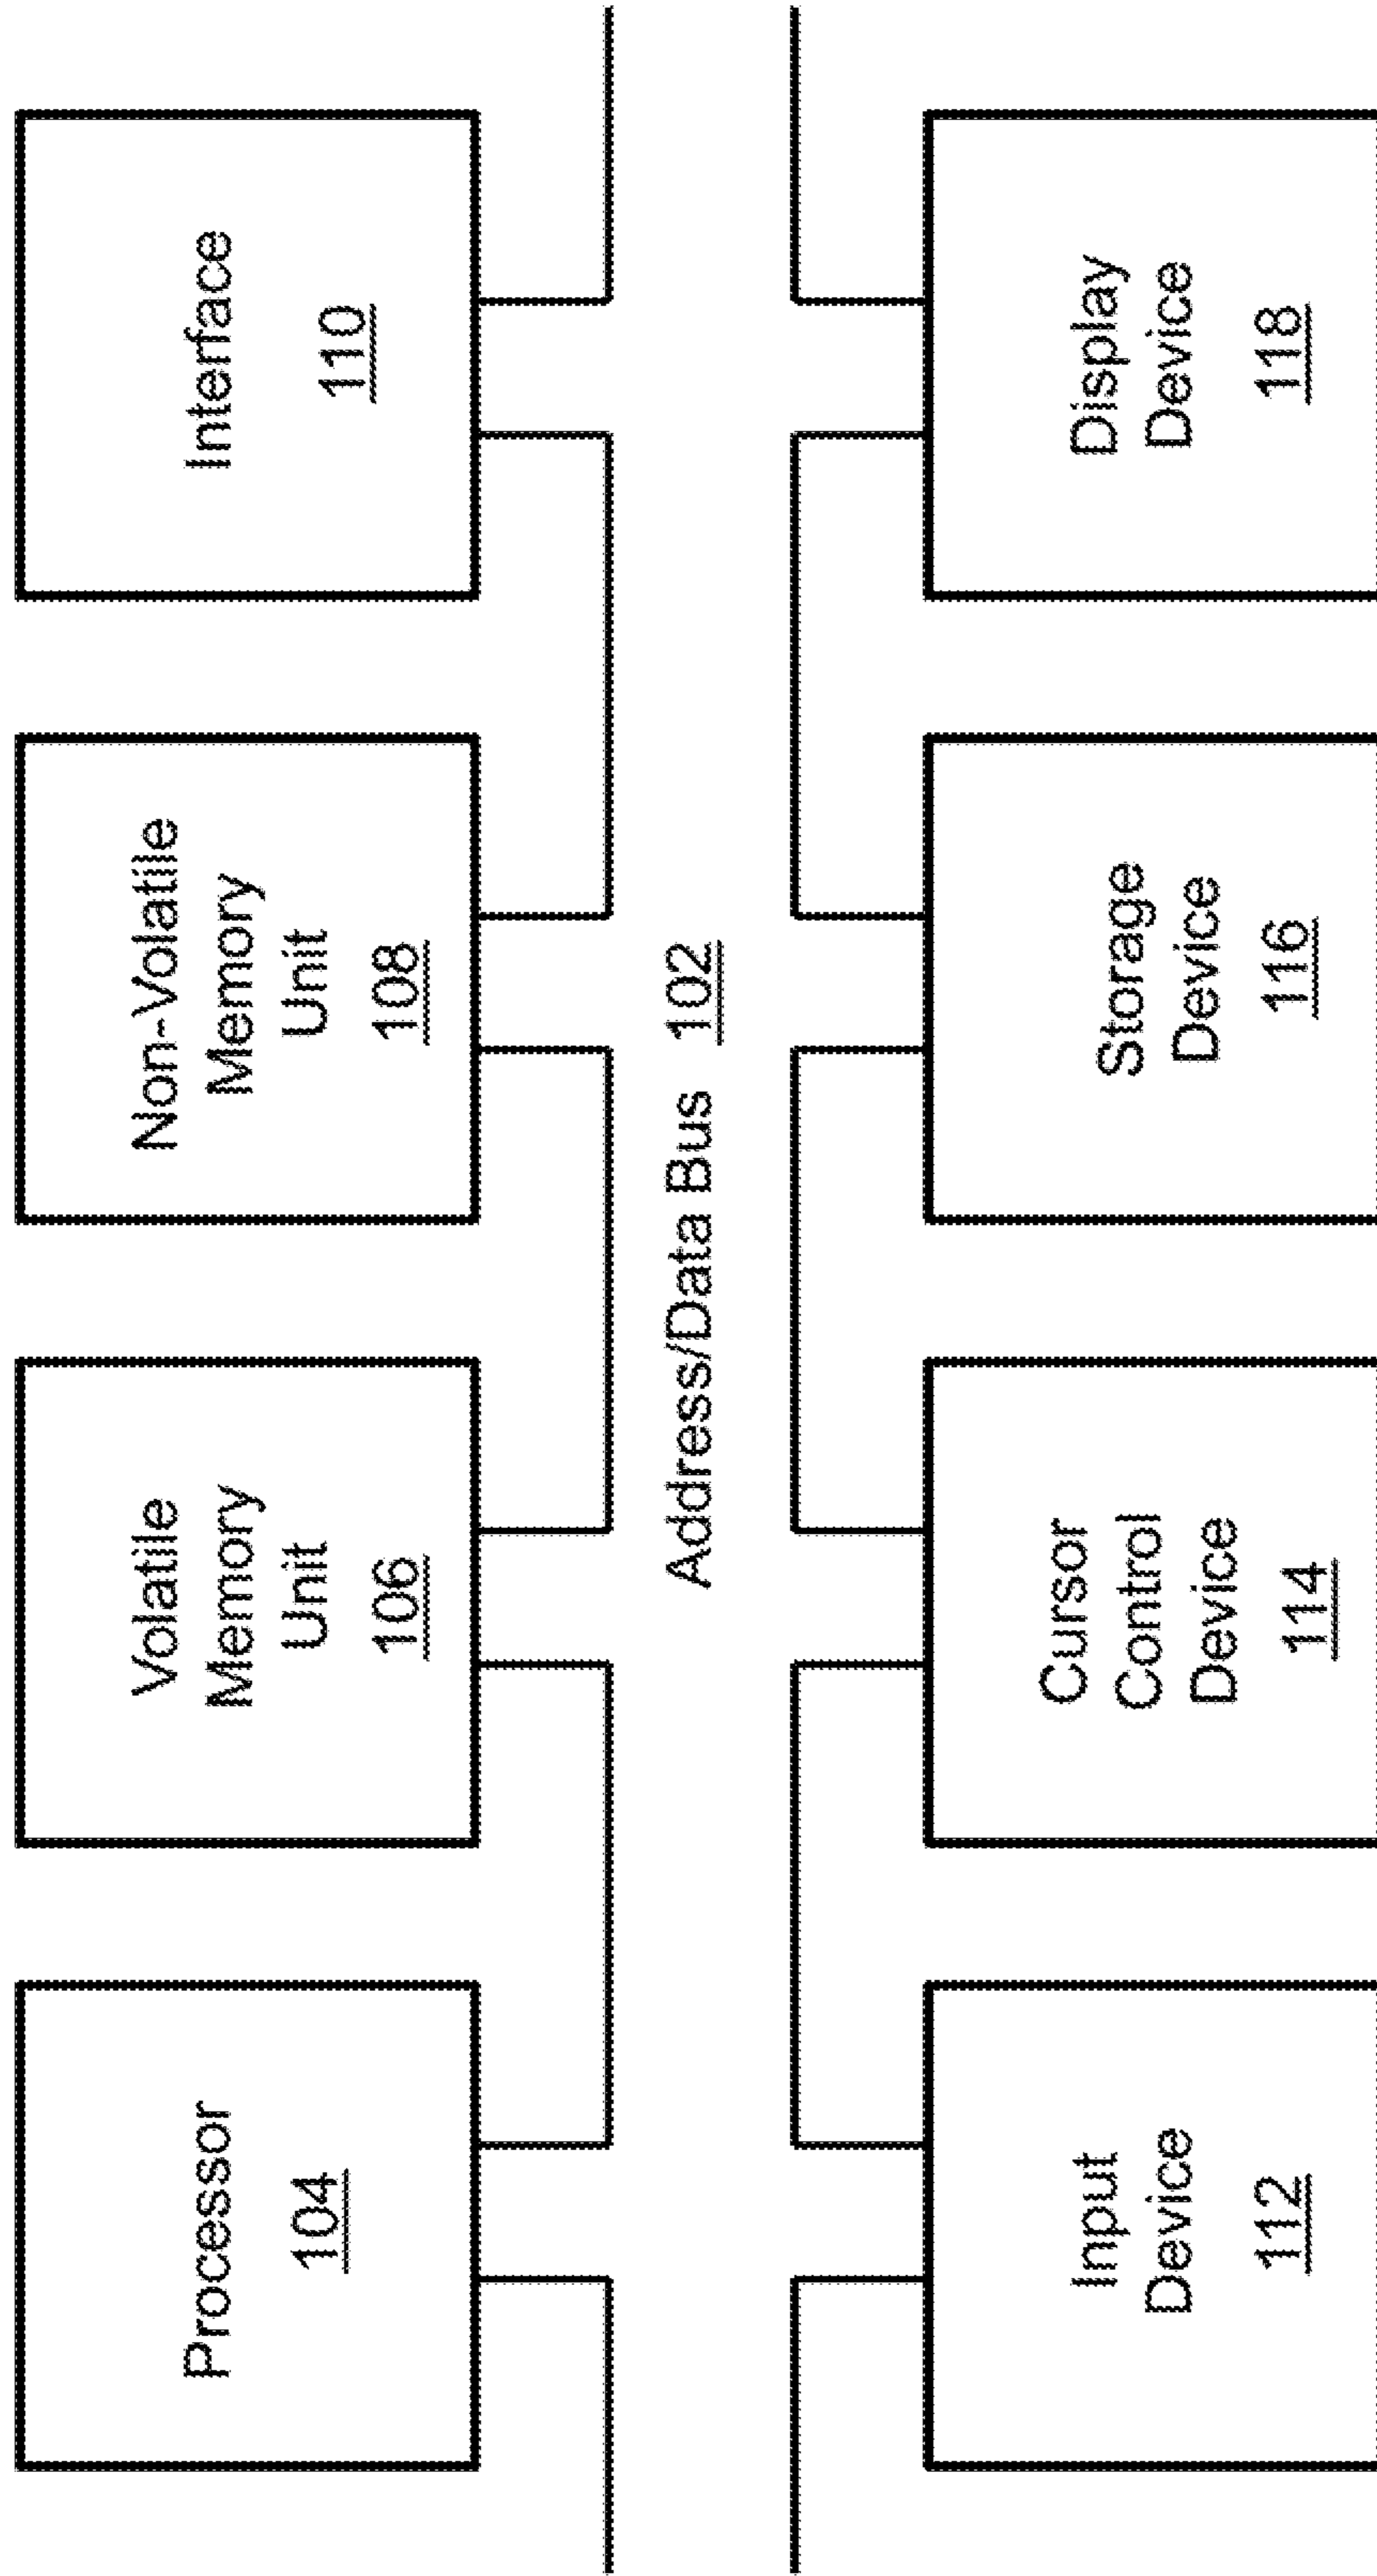 Processor
104
Volatile
Memory
Unit
106
Non-Volatile
Memory
Unit
108
Interface
110
Address/Data Bus 102
Input
Device
112
Cursor
Control
Device
114
Storage
Device
116
Display
Device
118